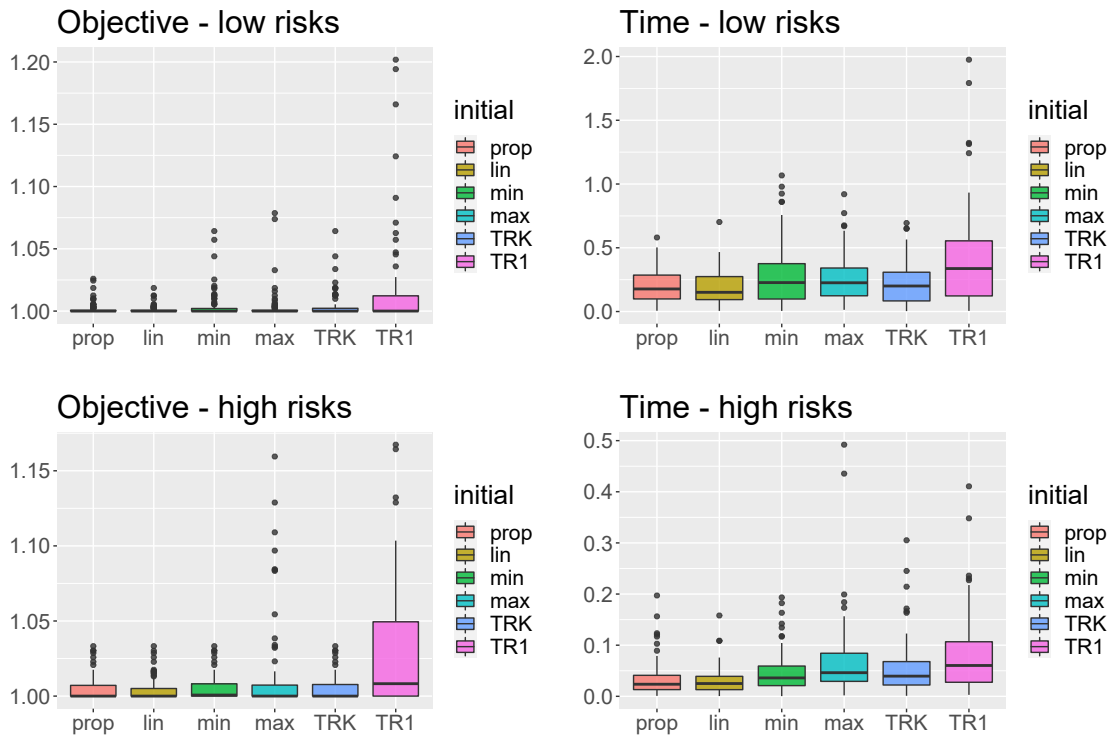 Objective - low risks
1.20
1.15
1.10
1.05
1.00
prop lin min max TRK TR1
initial
prop
lin
min
max
TRK
TR1
Time - low risks
2.0
1.5
1.0
0.5
0.0
prop lin min max TRK TR1
initial
prop
lin
min
max
TRK
TR1
Objective - high risks
1.15
1.10
1.05
1.00
prop lin min max TRK TR1
initial
prop
lin
min
max
TRK
TR1
Time - high risks
0.5
0.4
0.3
0.2
0.1
0.0
prop lin min max TRK TR1
initial
prop
lin
min
max
TRK
TR1